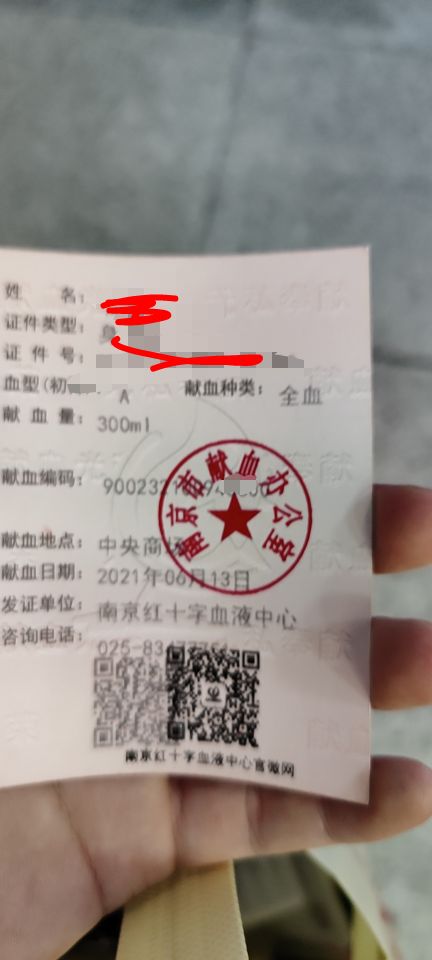 姓 名：
证件类型：
证 件 号：
血型(初 A 献血种类： 全血
献 血 量： 300ml
献血编码：
献血地点： 中央商场
献血日期： 2021年06月13日
发证单位： 南京红十字血液中心
咨询电话： 025-83
南京市献血办公室
南京红十字血液中心官微网